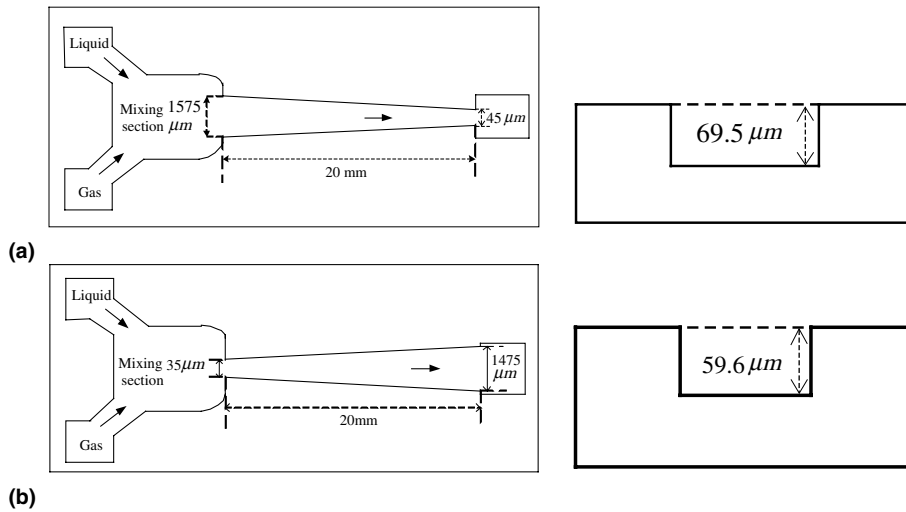 Liquid
Mixing 1575
section μm
Gas
20 mm
45 μm
69.5 μm
(a)
Liquid
Mixing 35μm
section
Gas
20mm
1475
μm
59.6 μm
(b)